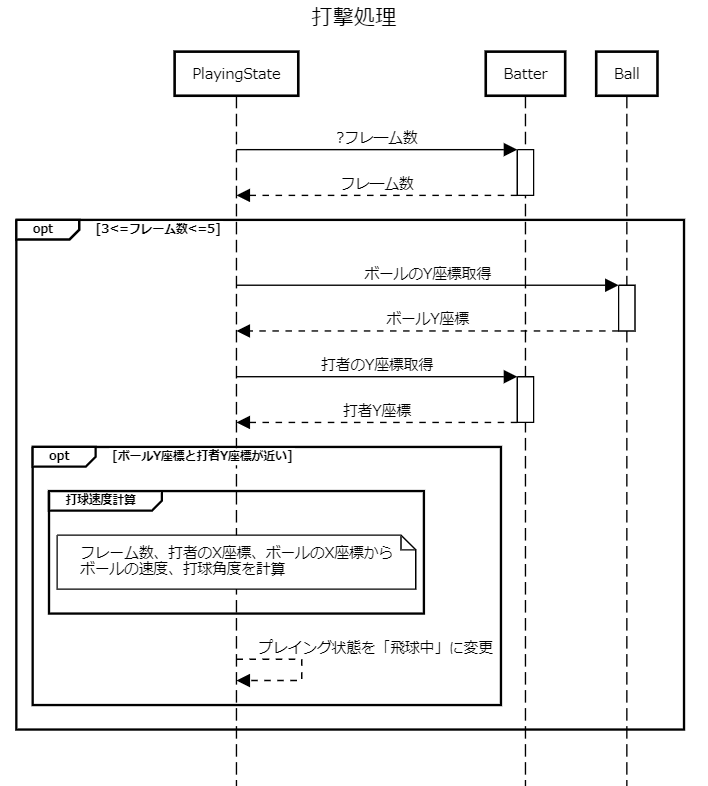 打撃処理
PlayingState
Batter
Ball
?フレーム数
フレーム数
opt
[3<=フレーム数<=5]
ボールのY座標取得
ボールY座標
打者のY座標取得
打者Y座標
opt
[ボールY座標と打者Y座標が近い]
打球速度計算
フレーム数、打者のX座標、ボールのX座標から
ボールの速度、打球角度を計算
プレイング状態を「飛球中」に変更